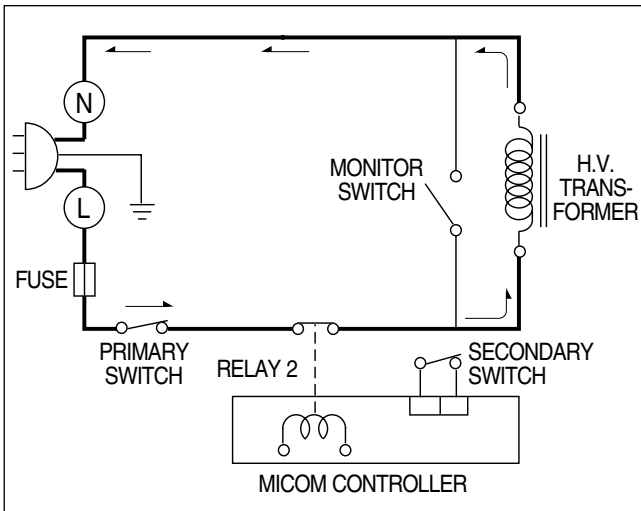 N
MONITOR
SWITCH
H.V.
TRANS-
FORMER
L
FUSE
PRIMARY
SWITCH
RELAY 2
SECONDARY
SWITCH
MICOM CONTROLLER